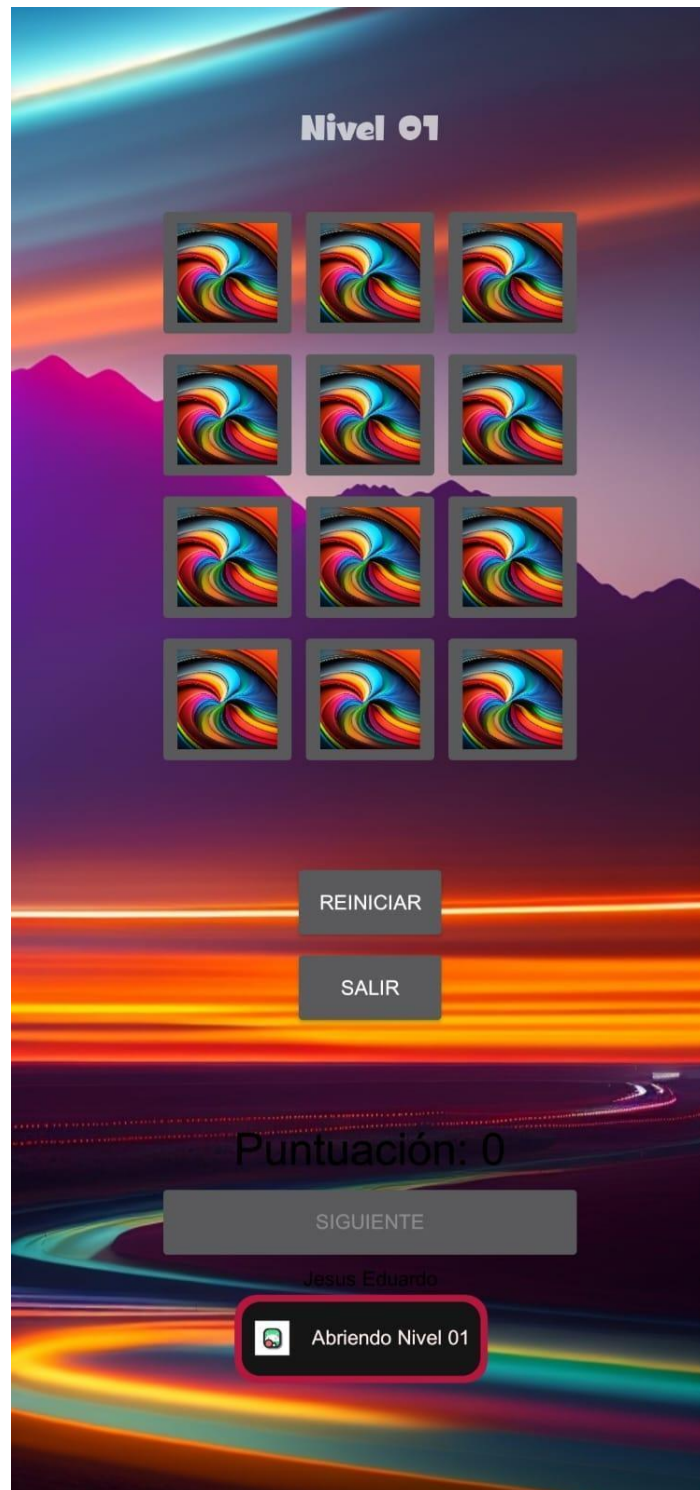 Nivel 01
REINICIAR
SALIR
Puntuación: 0
SIGUIENTE
Jesus Eduardo
Abriendo Nivel 01